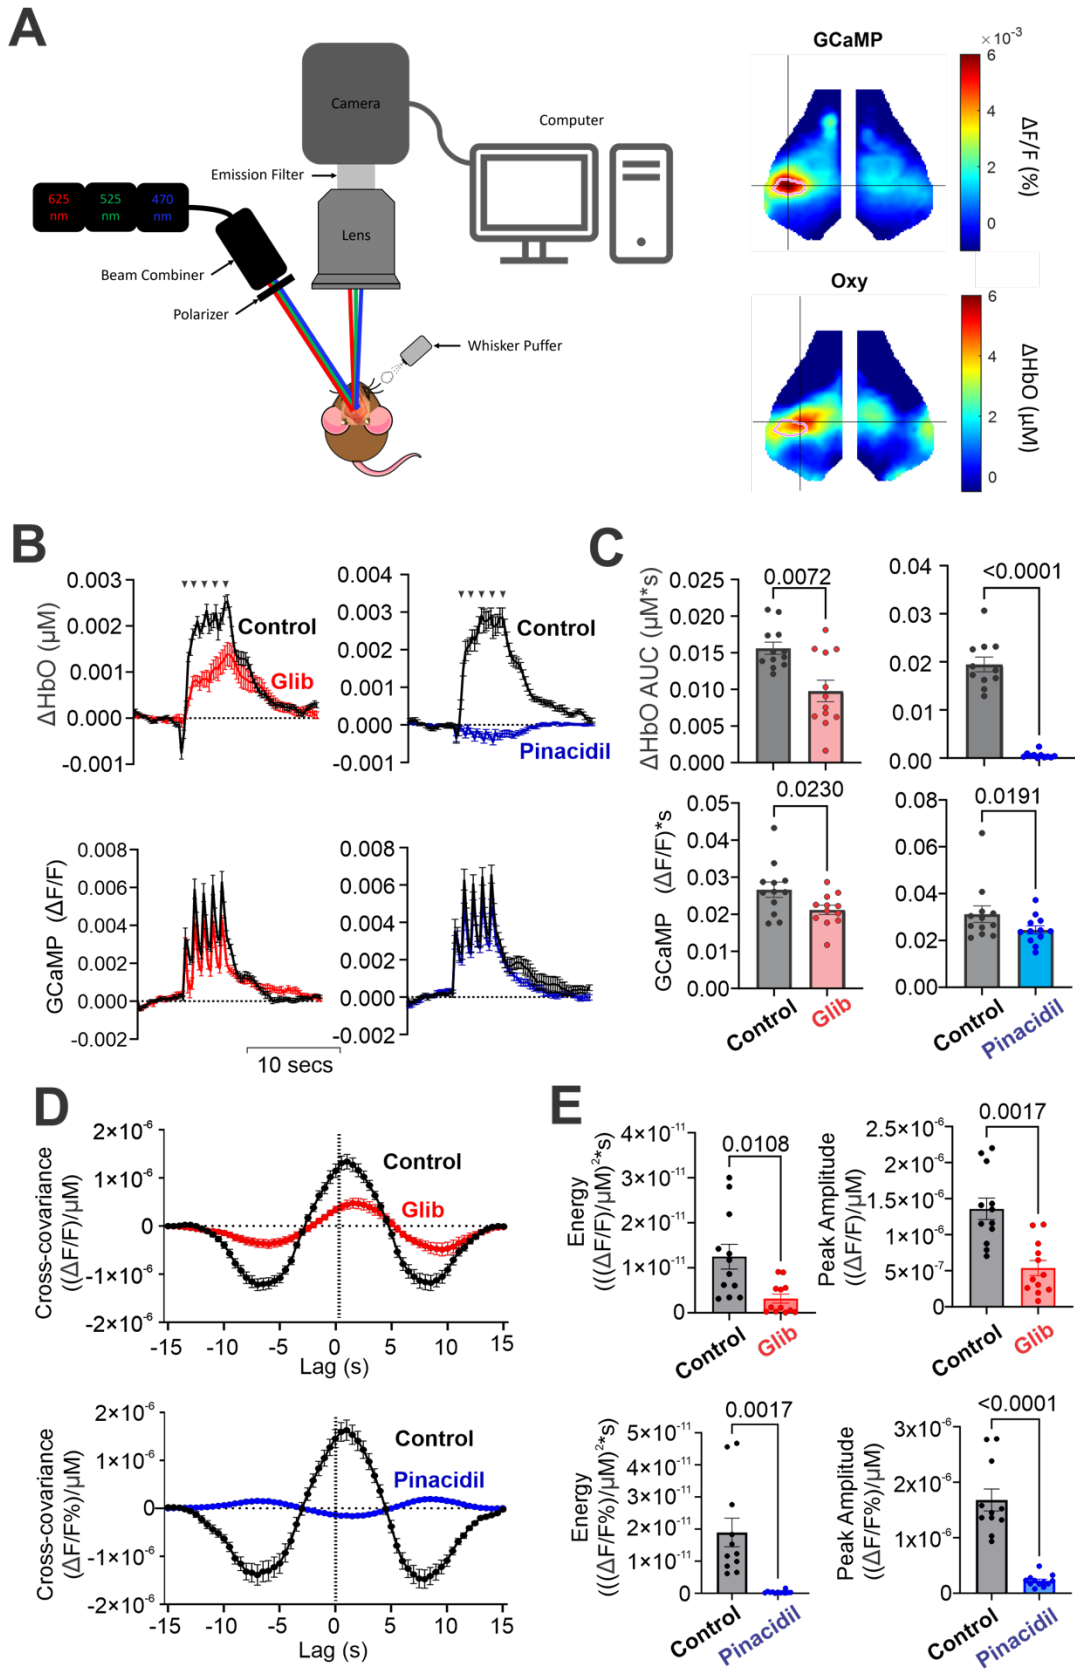 A
Camera
Computer
Emission Filter
625
nm
525
nm
470
nm
Lens
Beam Combiner
Polarizer
Whisker Puffer
GCaMP
×10⁻³
6
4
2
0
ΔF/F (%)
Oxy
6
4
2
0
ΔHbO (µM)
B
ΔHbO (µM)
0.003
0.002
0.001
0.000
-0.001
Control
Glib
0.004
0.003
0.002
0.001
0.000
-0.001
Control
Pinacidil
GCaMP (ΔF/F)
0.008
0.006
0.004
0.002
0.000
-0.002
0.008
0.006
0.004
0.002
0.000
-0.002
10 secs
C
ΔHbO AUC (µM*s)
0.025
0.020
0.015
0.010
0.005
0.000
0.0072
0.04
0.03
0.02
0.01
0.00
<0.0001
GCaMP (ΔF/F)*s
0.05
0.04
0.03
0.02
0.01
0.00
0.0230
Control
Glib
0.08
0.06
0.04
0.02
0.00
0.0191
Control
Pinacidil
D
Cross-covariance
((ΔF/F)/µM)
2×10⁻⁶
1×10⁻⁶
0
-1×10⁻⁶
-2×10⁻⁶
Control
Glib
-15 -10 -5 0 5 10 15
Lag (s)
Cross-covariance
(ΔF/F%)/µM)
2×10⁻⁶
1×10⁻⁶
0
-1×10⁻⁶
-2×10⁻⁶
Control
Pinacidil
-15 -10 -5 0 5 10 15
Lag (s)
E
Energy
(((ΔF/F)/µM)²*s)
4×10⁻¹¹
3×10⁻¹¹
2×10⁻¹¹
1×10⁻¹¹
0
0.0108
Control
Glib
Peak Amplitude
((ΔF/F)/µM)
2.5×10⁻⁶
2×10⁻⁶
1.5×10⁻⁶
1×10⁻⁶
5×10⁻⁷
0
0.0017
Control
Glib
Energy
(((ΔF/F%)/µM)²*s)
5×10⁻¹¹
4×10⁻¹¹
3×10⁻¹¹
2×10⁻¹¹
1×10⁻¹¹
0
0.0017
Control
Pinacidil
Peak Amplitude
((ΔF/F%)/µM)
3×10⁻⁶
2×10⁻⁶
1×10⁻⁶
0
<0.0001
Control
Pinacidil